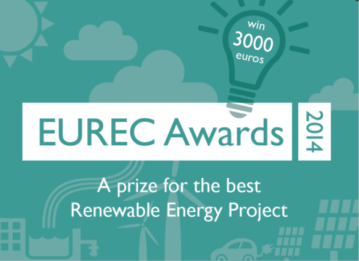 win
3000
euros
EUREC Awards
2014
A prize for the best
Renewable Energy Project